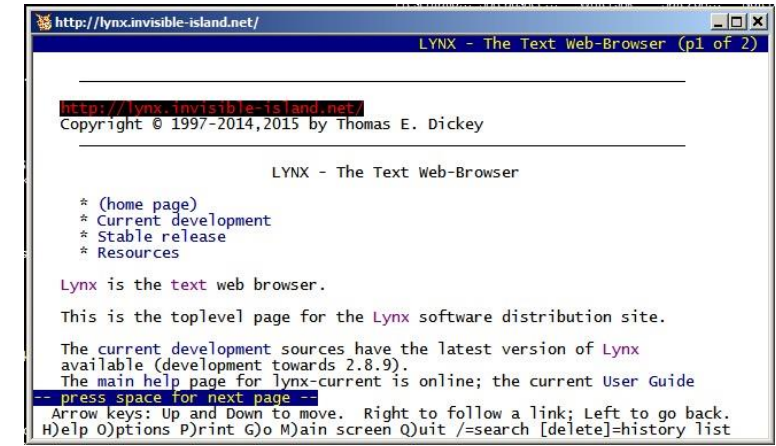 http://lynx.invisible-island.net/
LYNX - The Text Web-Browser (p1 of 2)
http://lynx.invisible-island.net/
Copyright © 1997-2014,2015 by Thomas E. Dickey
LYNX - The Text Web-Browser
* (home page)
* Current development
* Stable release
* Resources
Lynx is the text web browser.
This is the toplevel page for the Lynx software distribution site.
The current development sources have the latest version of Lynx
available (development towards 2.8.9).
The main help page for lynx-current is online; the current User Guide
-- press space for next page --
Arrow keys: Up and Down to move. Right to follow a link; Left to go back.
H)elp O)ptions P)rint G)o M)ain screen Q)uit /=search [delete]=history list